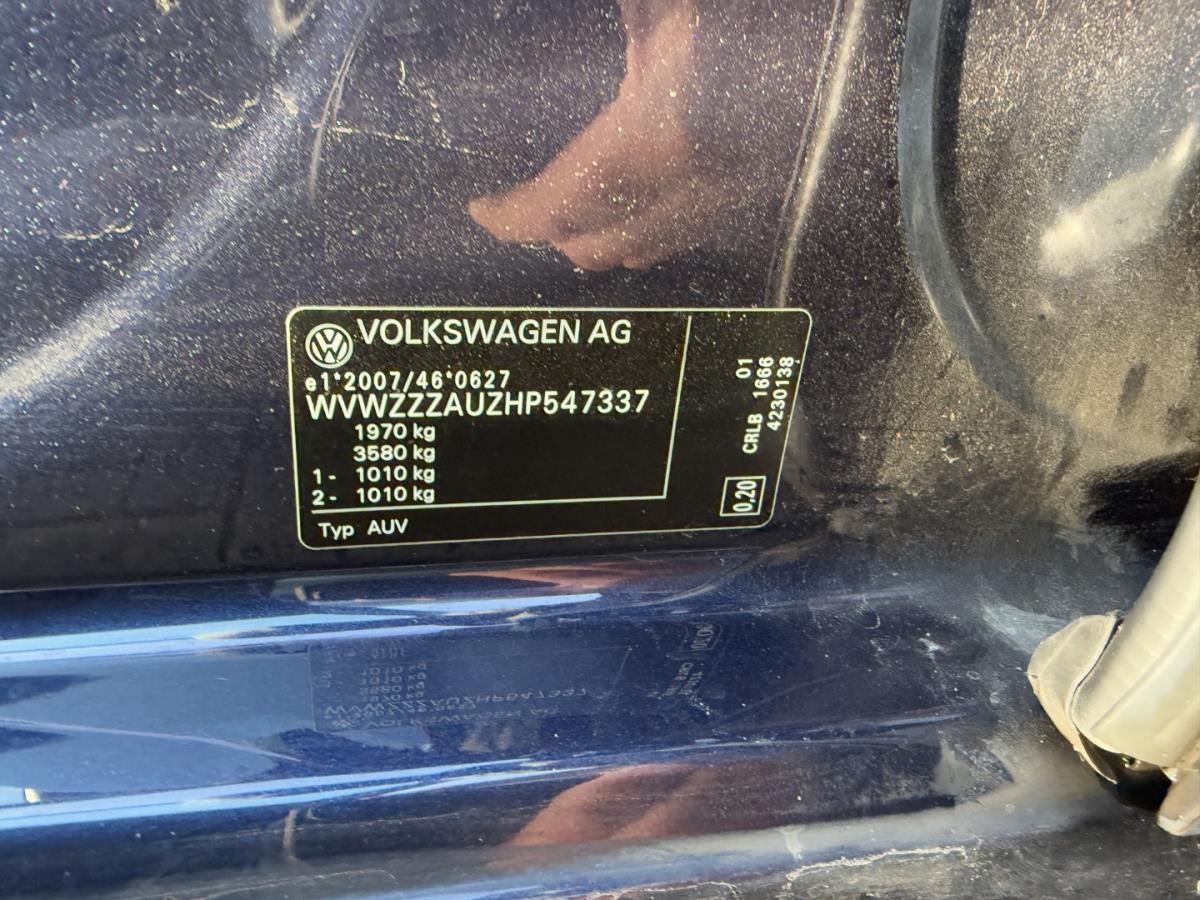 VOLKSWAGEN AG
e1*2007/46*0627
WVWZZZAUZHP547337
1970 kg
3580 kg
1- 1010 kg
2- 1010 kg
Typ AUV
01
CRLB 1666
4230138
0.20